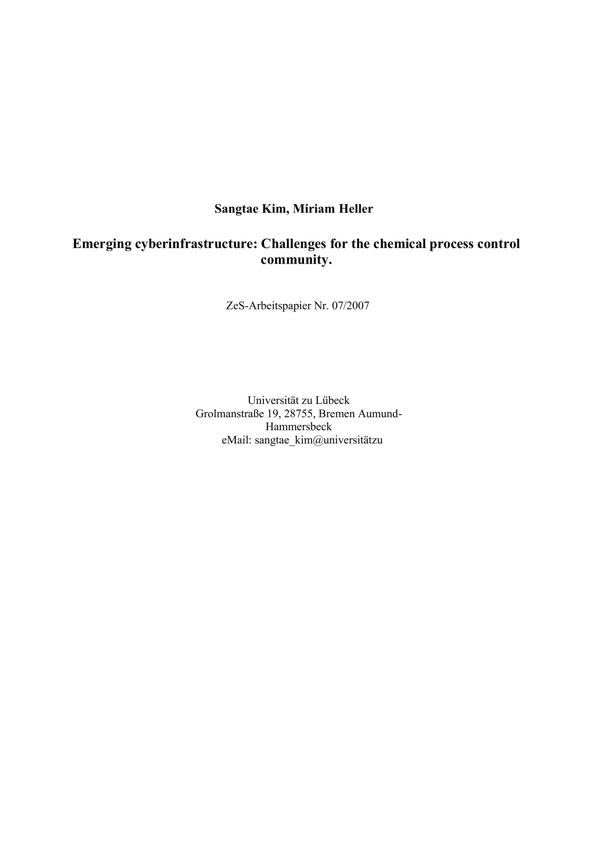 Sangtae Kim, Miriam Heller
Emerging cyberinfrastructure: Challenges for the chemical process control
community.
ZeS-Arbeitspapier Nr. 07/2007
Universität zu Lübeck
Grolmanstraße 19, 28755, Bremen Aumund-
Hammersbeck
eMail: sangtae_kim@universitätzu